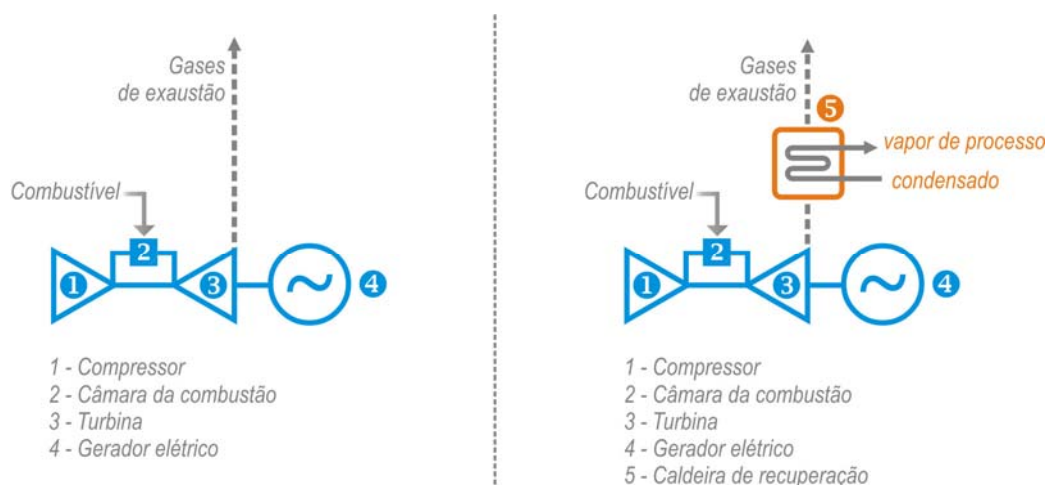 Gases
de exaustão
Combustível
2
1
3
4
1 - Compressor
2 - Câmara da combustão
3 - Turbina
4 - Gerador elétrico
Gases
de exaustão
5
vapor de processo
condensado
Combustível
2
1
3
4
1 - Compressor
2 - Câmara da combustão
3 - Turbina
4 - Gerador elétrico
5 - Caldeira de recuperação